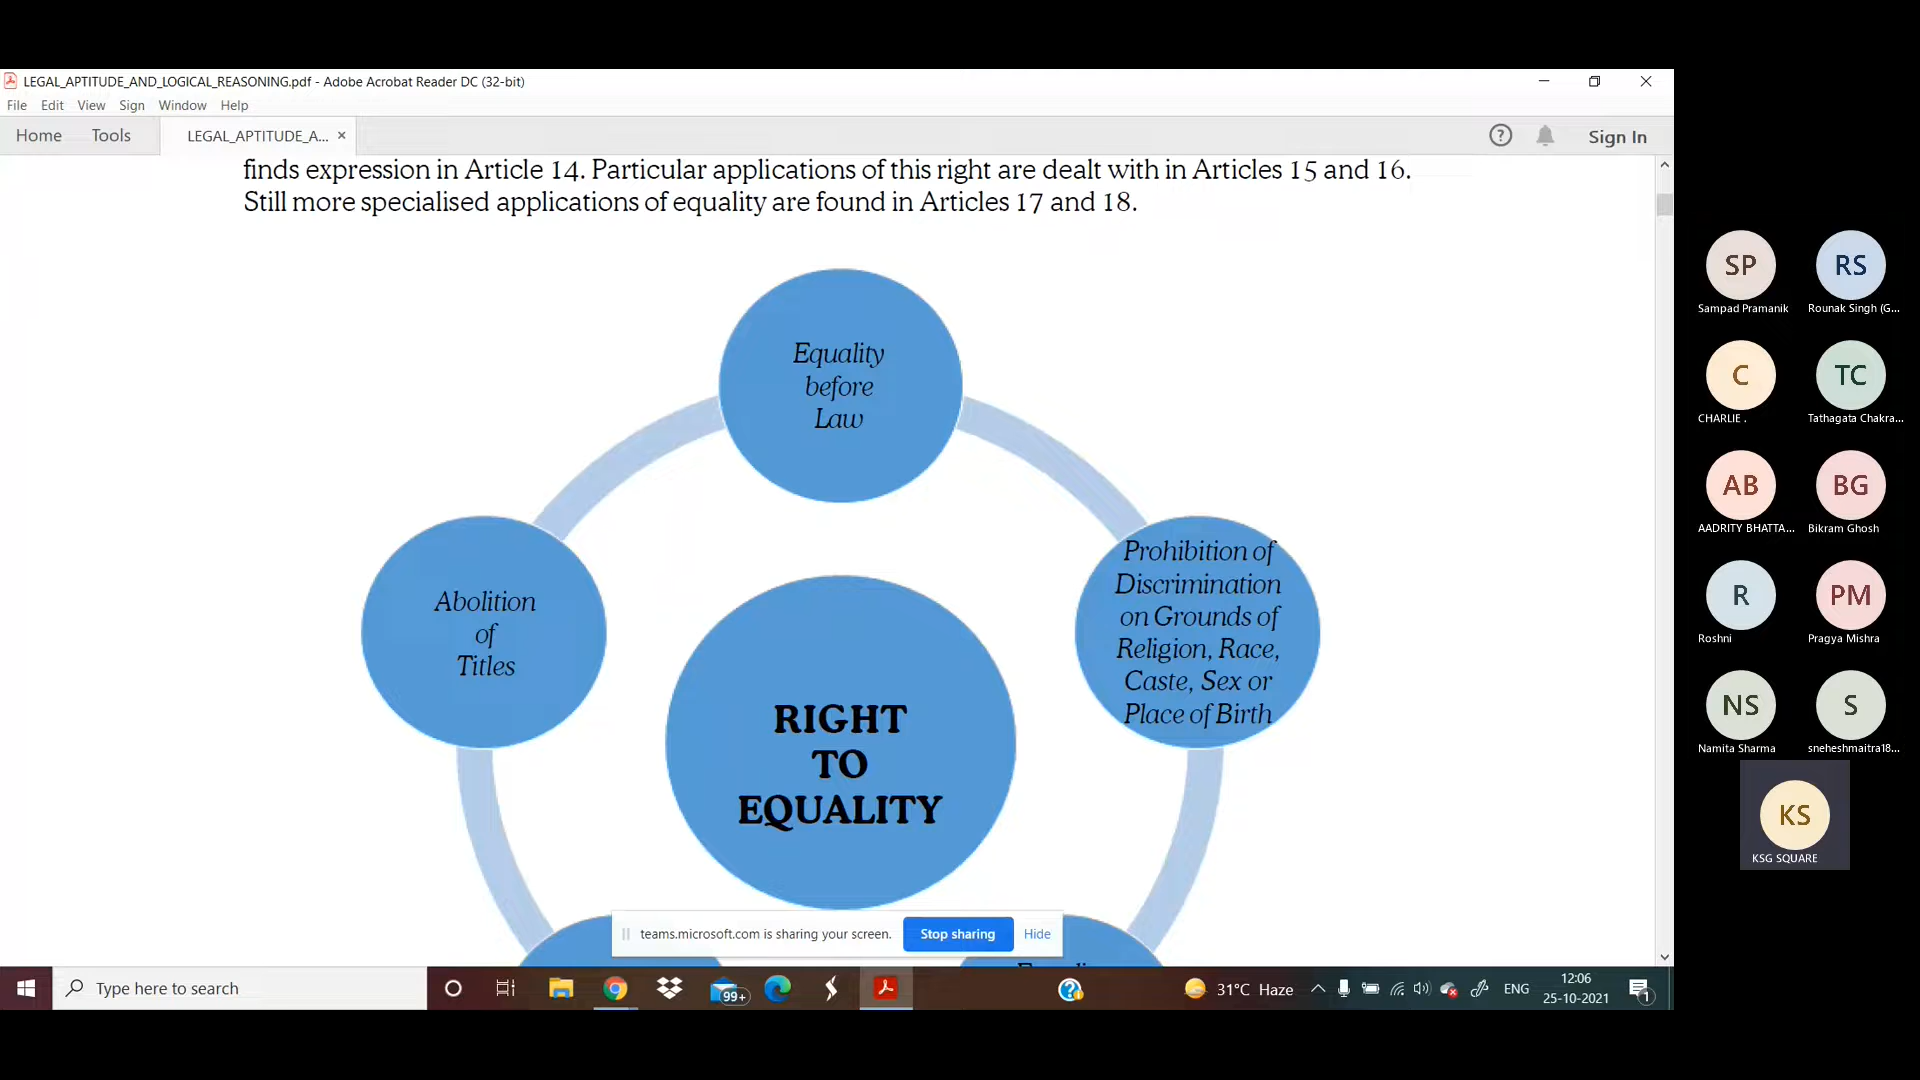 LEGAL_APTITUDE_AND_LOGICAL_REASONING.pdf - Adobe Acrobat Reader DC (32-bit)
File Edit View Sign Window Help
Home Tools LEGAL_APTITUDE_A... × Sign In
finds expression in Article 14. Particular applications of this right are dealt with in Articles 15 and 16.
Still more specialised applications of equality are found in Articles 17 and 18.
Equality
before
Law
Prohibition of
Discrimination
on Grounds of
Religion, Race,
Caste, Sex or
Place of Birth
Abolition
of
Titles
RIGHT
TO
EQUALITY
teams.microsoft.com is sharing your screen. Stop sharing Hide
Type here to search
99+
31°C Haze
ENG
12:06
25-10-2021
1
SP
Sampad Pramanik
RS
Rounak Singh (G...
C
CHARLIE .
TC
Tathagata Chakra...
AB
AADRITY BHATTA...
BG
Bikram Ghosh
R
Roshni
PM
Pragya Mishra
NS
Namita Sharma
S
sneheshmaitra18...
KS
KSG SQUARE